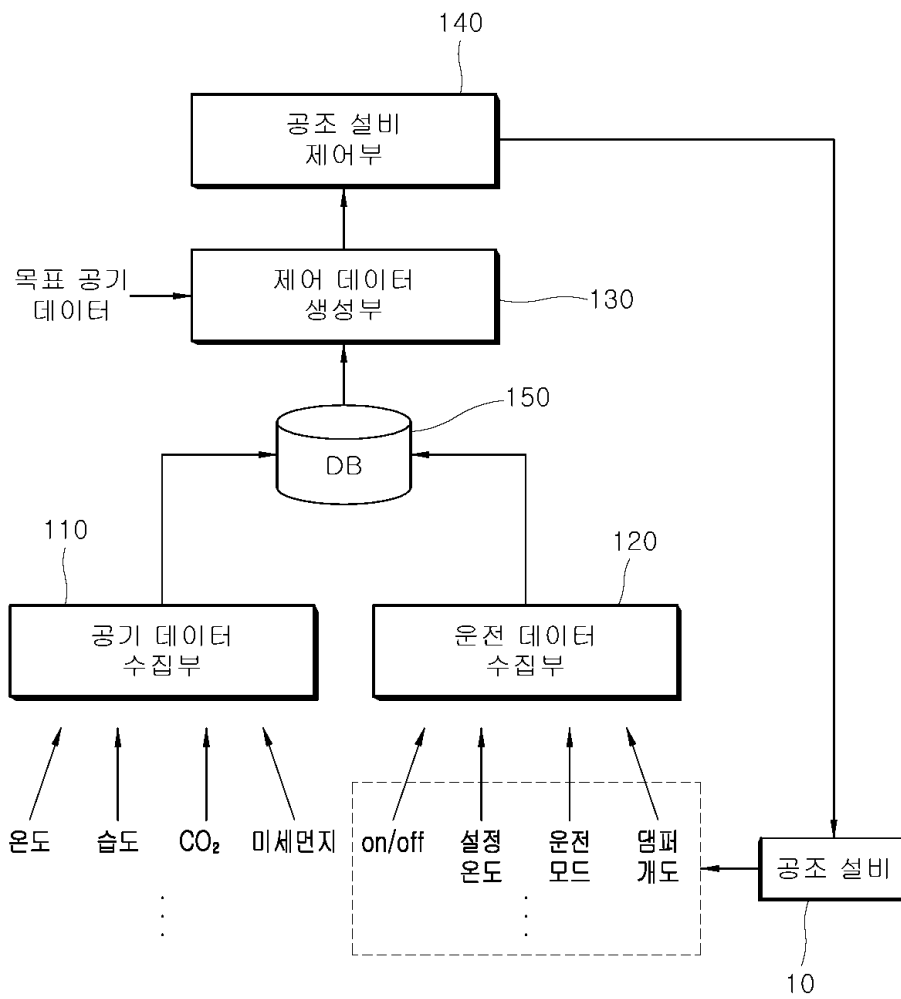 140
공조 설비
제어부
목표 공기
데이터
제어 데이터
생성부
130
150
DB
110
120
공기 데이터
수집부
운전 데이터
수집부
온도
습도
CO₂
미세먼지
on/off
설정
온도
운전
모드
댐퍼
개도
공조 설비
10